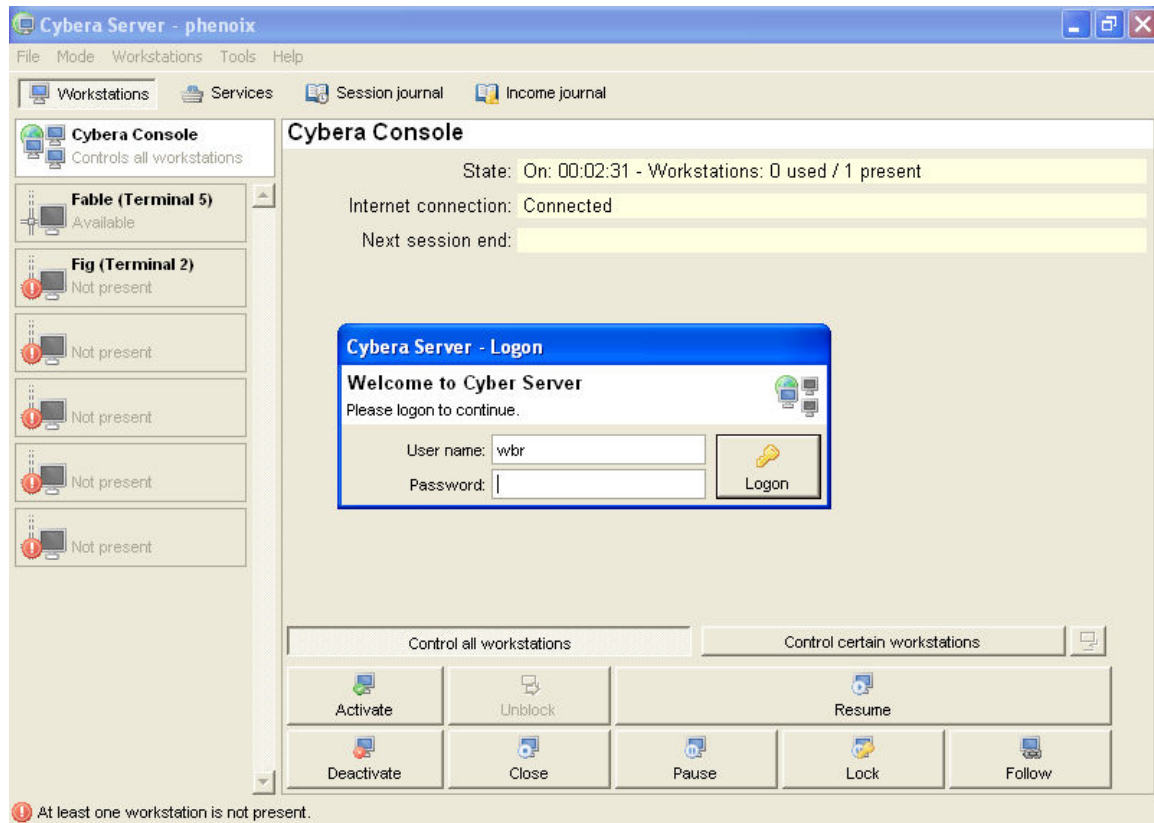 Cybera Server - phenoix
File Mode Workstations Tools Help
Workstations Services Session journal Income journal
Cybera Console
Controls all workstations
Fable (Terminal 5)
Available
Fig (Terminal 2)
Not present
Not present
Not present
Not present
Not present
Cybera Console
State: On: 00:02:31 - Workstations: 0 used / 1 present
Internet connection: Connected
Next session end:
Cybera Server - Logon
Welcome to Cyber Server
Please logon to continue.
User name: wbr
Password:
Logon
Control all workstations Control certain workstations
Activate Unblock Resume
Deactivate Close Pause Lock Follow
At least one workstation is not present.